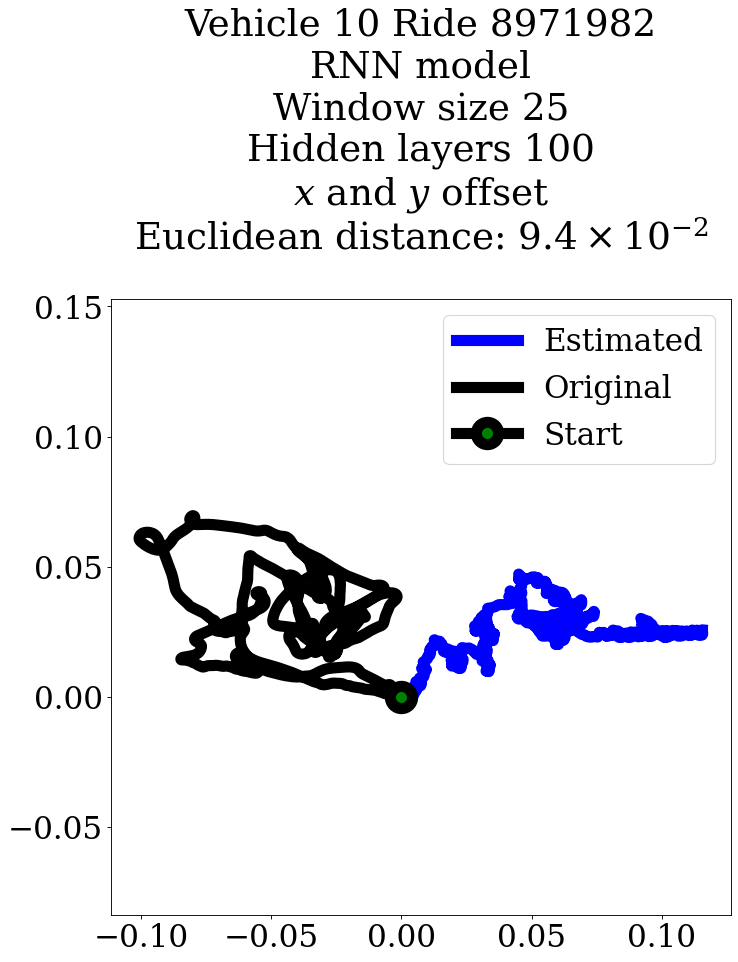 Vehicle 10 Ride 8971982
RNN model
Window size 25
Hidden layers 100
x and y offset
Euclidean distance: 9.4 × 10⁻²
0.15
0.10
0.05
0.00
−0.05
Estimated
Original
Start
−0.10 −0.05 0.00 0.05 0.10